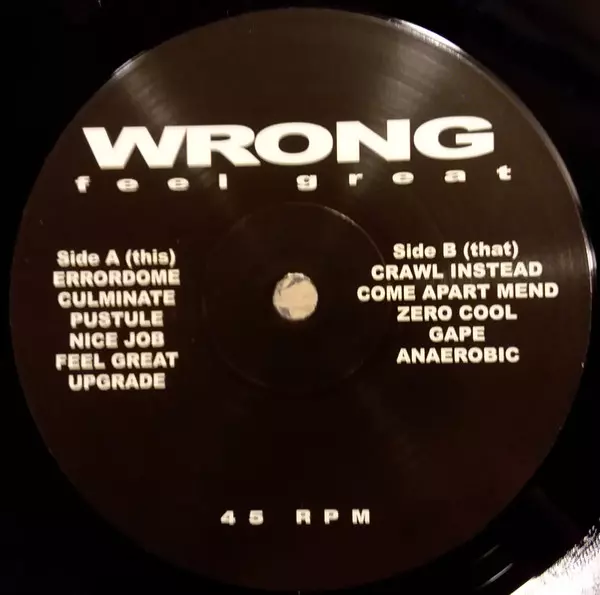 WRONG
feel great
Side A (this)
ERRORDOME
CULMINATE
PUSTULE
NICE JOB
FEEL GREAT
UPGRADE
Side B (that)
CRAWL INSTEAD
COME APART MEND
ZERO COOL
GAPE
ANAEROBIC
45 RPM